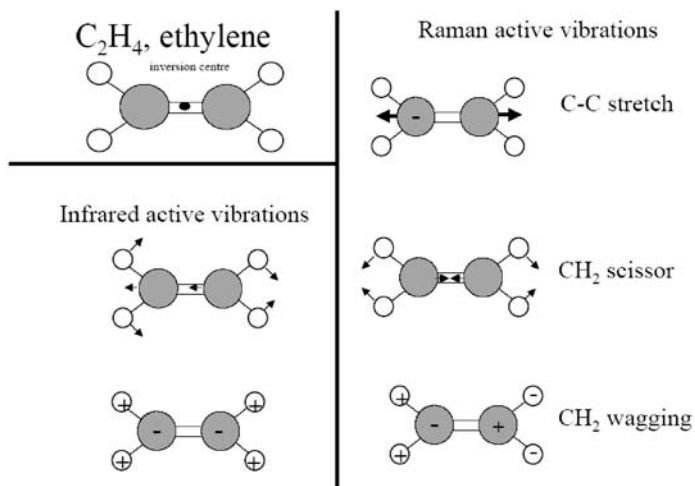 C₂H₄, ethylene
inversion centre
Infrared active vibrations
+ +
- -
+ +
Raman active vibrations
-
C-C stretch
CH₂ scissor
+ -
- +
+ -
CH₂ wagging